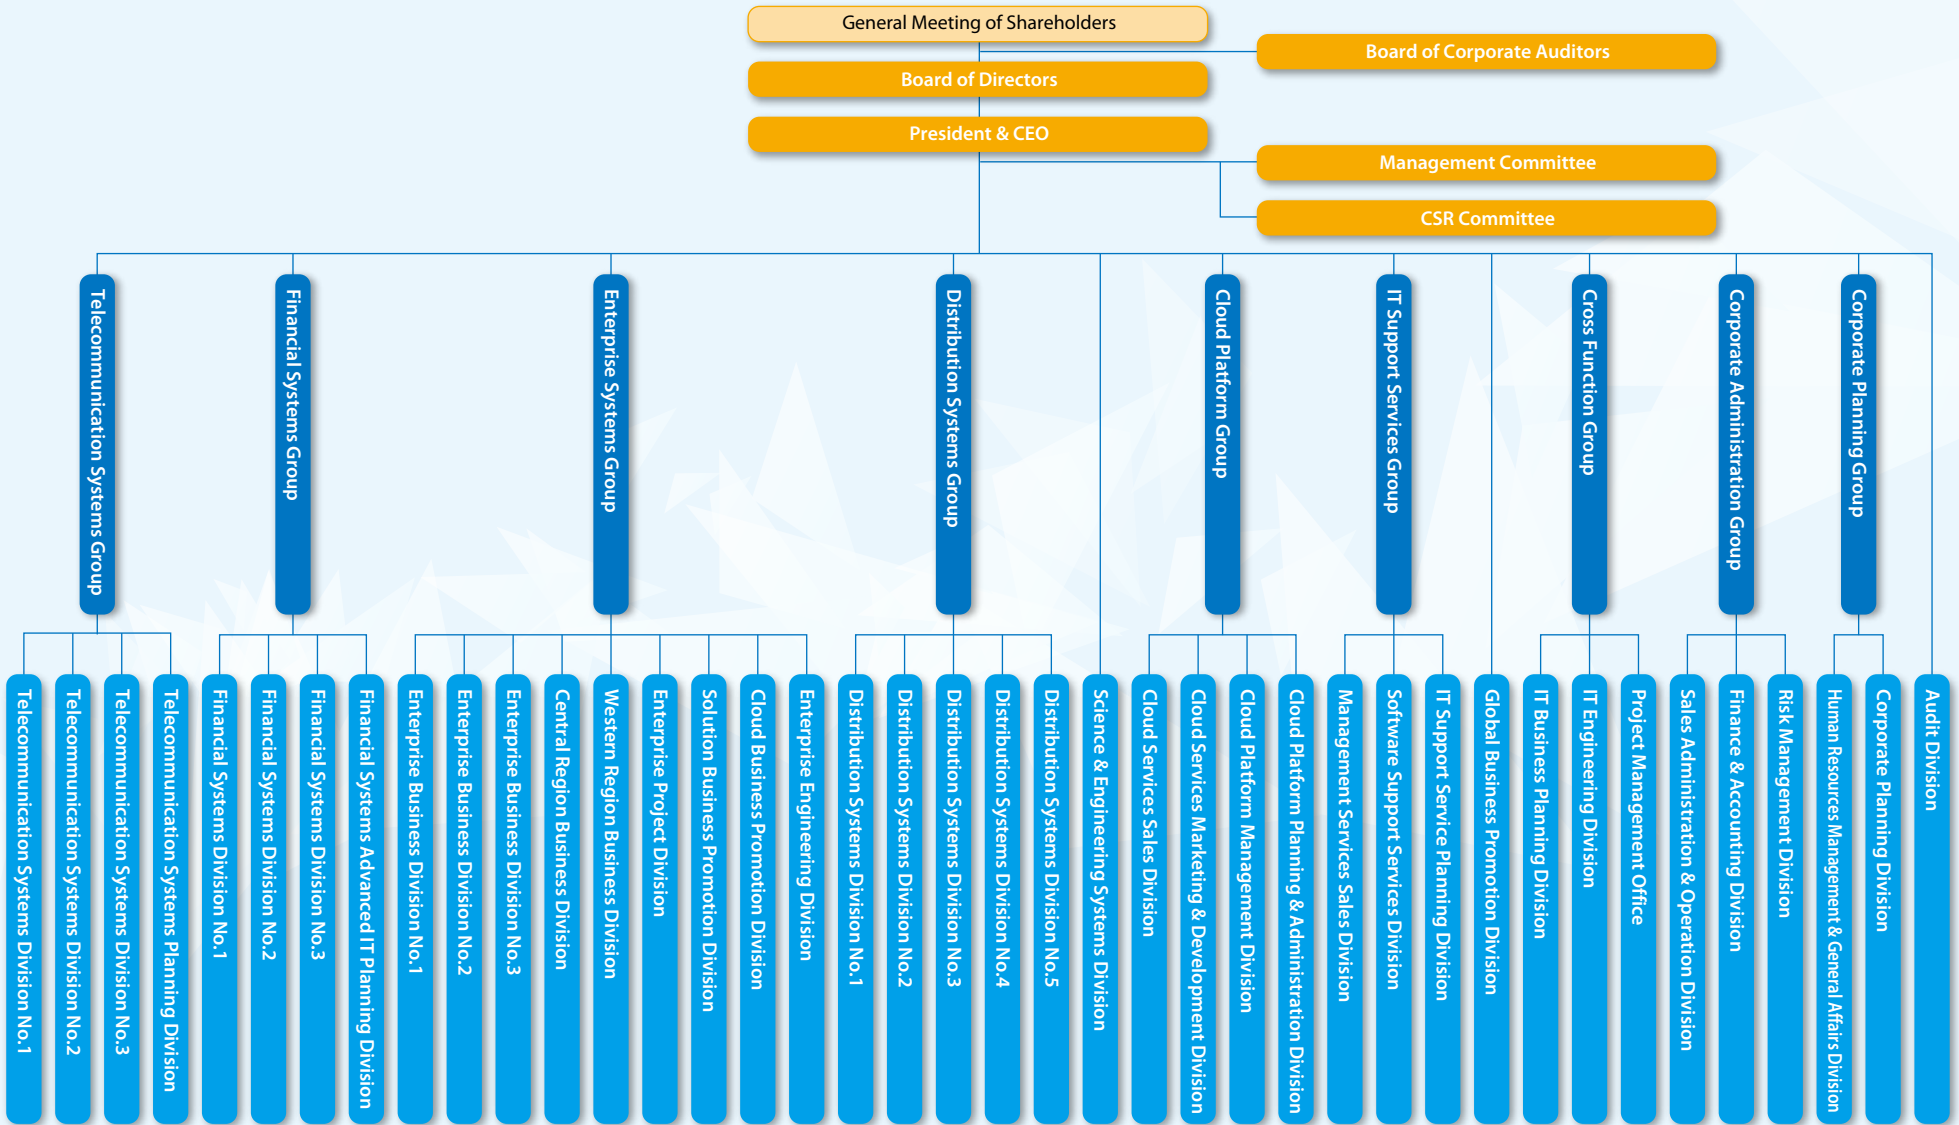 General Meeting of Shareholders
Board of Corporate Auditors
Board of Directors
President & CEO
Management Committee
CSR Committee
Telecommunication Systems Group
Financial Systems Group
Enterprise Systems Group
Distribution Systems Group
Cloud Platform Group
IT Support Services Group
Cross Function Group
Corporate Administration Group
Corporate Planning Group
Telecommunication Systems Division No.1
Telecommunication Systems Division No.2
Telecommunication Systems Division No.3
Telecommunication Systems Planning Division
Financial Systems Division No.1
Financial Systems Division No.2
Financial Systems Division No.3
Financial Systems Advanced IT Planning Division
Enterprise Business Division No.1
Enterprise Business Division No.2
Enterprise Business Division No.3
Central Region Business Division
Western Region Business Division
Enterprise Project Division
Solution Business Promotion Division
Cloud Business Promotion Division
Enterprise Engineering Division
Distribution Systems Division No.1
Distribution Systems Division No.2
Distribution Systems Division No.3
Distribution Systems Division No.4
Distribution Systems Division No.5
Science & Engineering Systems Division
Cloud Services Sales Division
Cloud Services Marketing & Development Division
Cloud Platform Management Division
Cloud Platform Planning & Administration Division
Management Services Sales Division
Software Support Services Division
IT Support Service Planning Division
Global Business Promotion Division
IT Business Planning Division
IT Engineering Division
Project Management Office
Sales Administration & Operation Division
Finance & Accounting Division
Risk Management Division
Human Resources Management & General Affairs Division
Corporate Planning Division
Audit Division